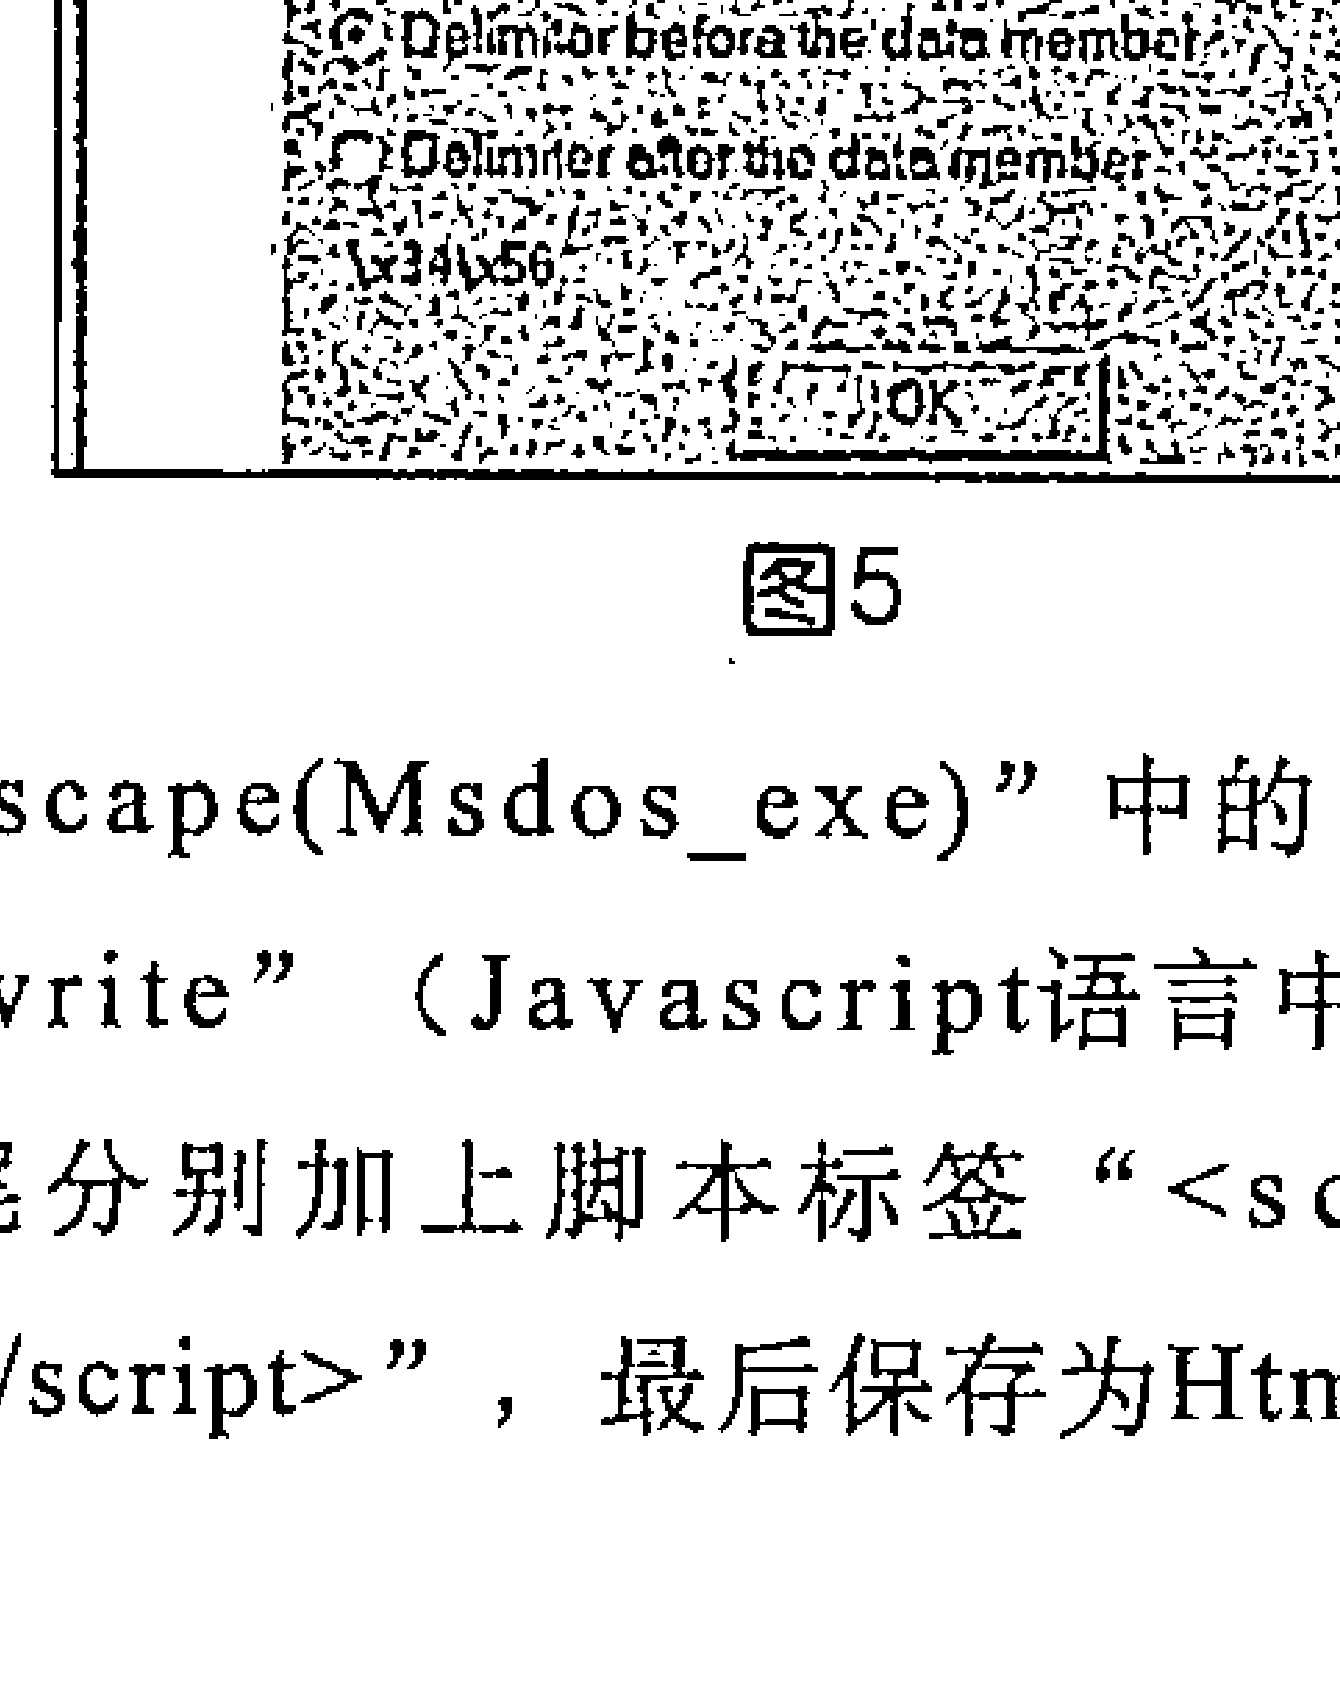 Delimitor before the data member
Delimiter after the data member
\x34\x56
OK
图5
scape(Msdos_exe)” 中的
write” （Javascript语言中
尾分别加上脚本标签 “<sc
/script>”， 最后保存为Htm